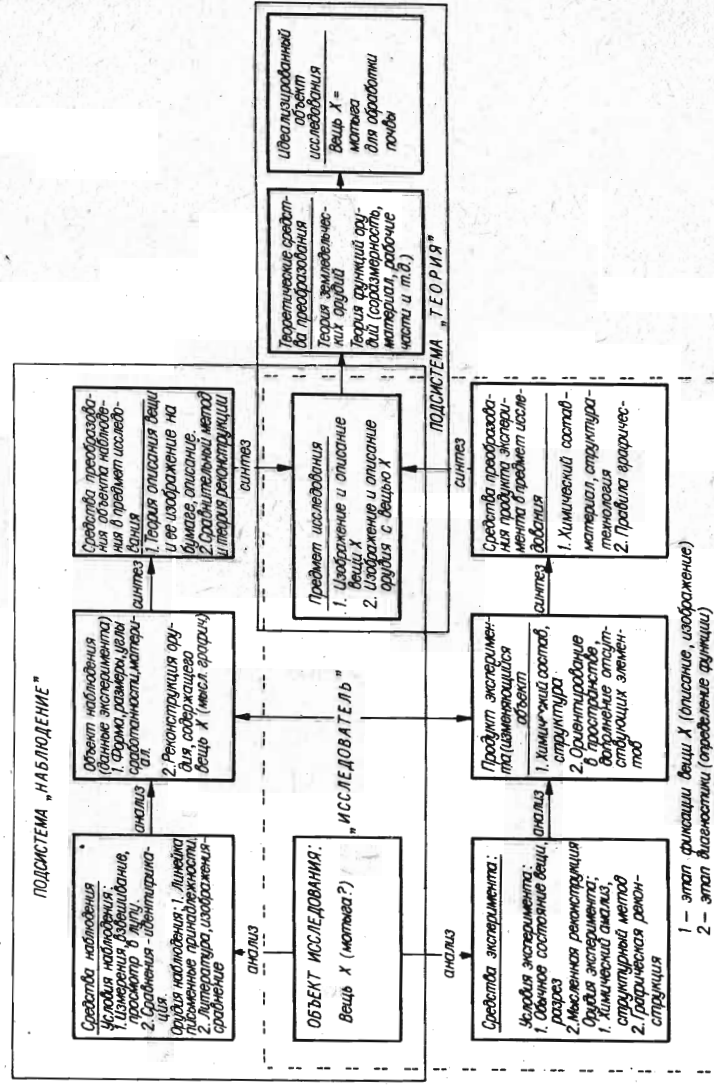 ПОДСИСТЕМА „НАБЛЮДЕНИЕ"
Средства наблюдения
Условия наблюдения:
1. Измерения, взвешивание,
просмотр в лупу.
2. Сравнения - идентифика-
ция.
Орудия наблюдения: 1. Линейка
письменные принадлежности;
2. Литература, изображения-
сравнение
анализ
Объект наблюдения
(данные эксперимента)
1. Форма, размеры, углы
сработанности, матери-
ал.
2. Реконструкция ору-
дия, содержащего
вещь X (мысл. графич)
синтез
Средства преобразова-
ния объекта наблюде-
ния в предмет исследо-
вания
1. Теория описания вещи
и ее изображение на
бумаге, описание.
2. Сравнительный метод
и теория реконструкции
анализ
синтез
ОБЪЕКТ ИССЛЕДОВАНИЯ:
Вещь X (мотыга?)
„ИССЛЕДОВАТЕЛЬ"
Предмет исследования
1. Изображение и описание
вещи X
2. Изображение и описание
орудия с вещью X
Теоретические средст-
ва преобразования
Теория земледельчес-
ких орудий
Теория функций ору-
дий (соразмерность,
материал, рабочие
части и т.д.)
Идеализированный
объект
исследования
Вещь X =
мотыга
для обработки
почвы
ПОДСИСТЕМА „ТЕОРИЯ"
анализ
синтез
Средства эксперимента:
Условия эксперимента:
1. Обычное состояние вещи,
разрез
2. Мысленная реконструкция
Орудия эксперимента;
1. Химический анализ,
структурный метод
2. Графическая рекон-
струкция
анализ
Продукт эксперимен-
та (изменяющийся
объект
1. Химический состав,
структура
2. Ориентирование
в пространстве,
дополнение отсут-
ствующих элемен-
тов
синтез
Средства преобразова-
ния продукта экспери-
мента в предмет иссле-
дования
1. Химический состав-
материал, структура-
технология
2. Правила графичес-
1 – этап фиксации вещи X (описание, изображение)
2 – этап диагностики (определение функции)